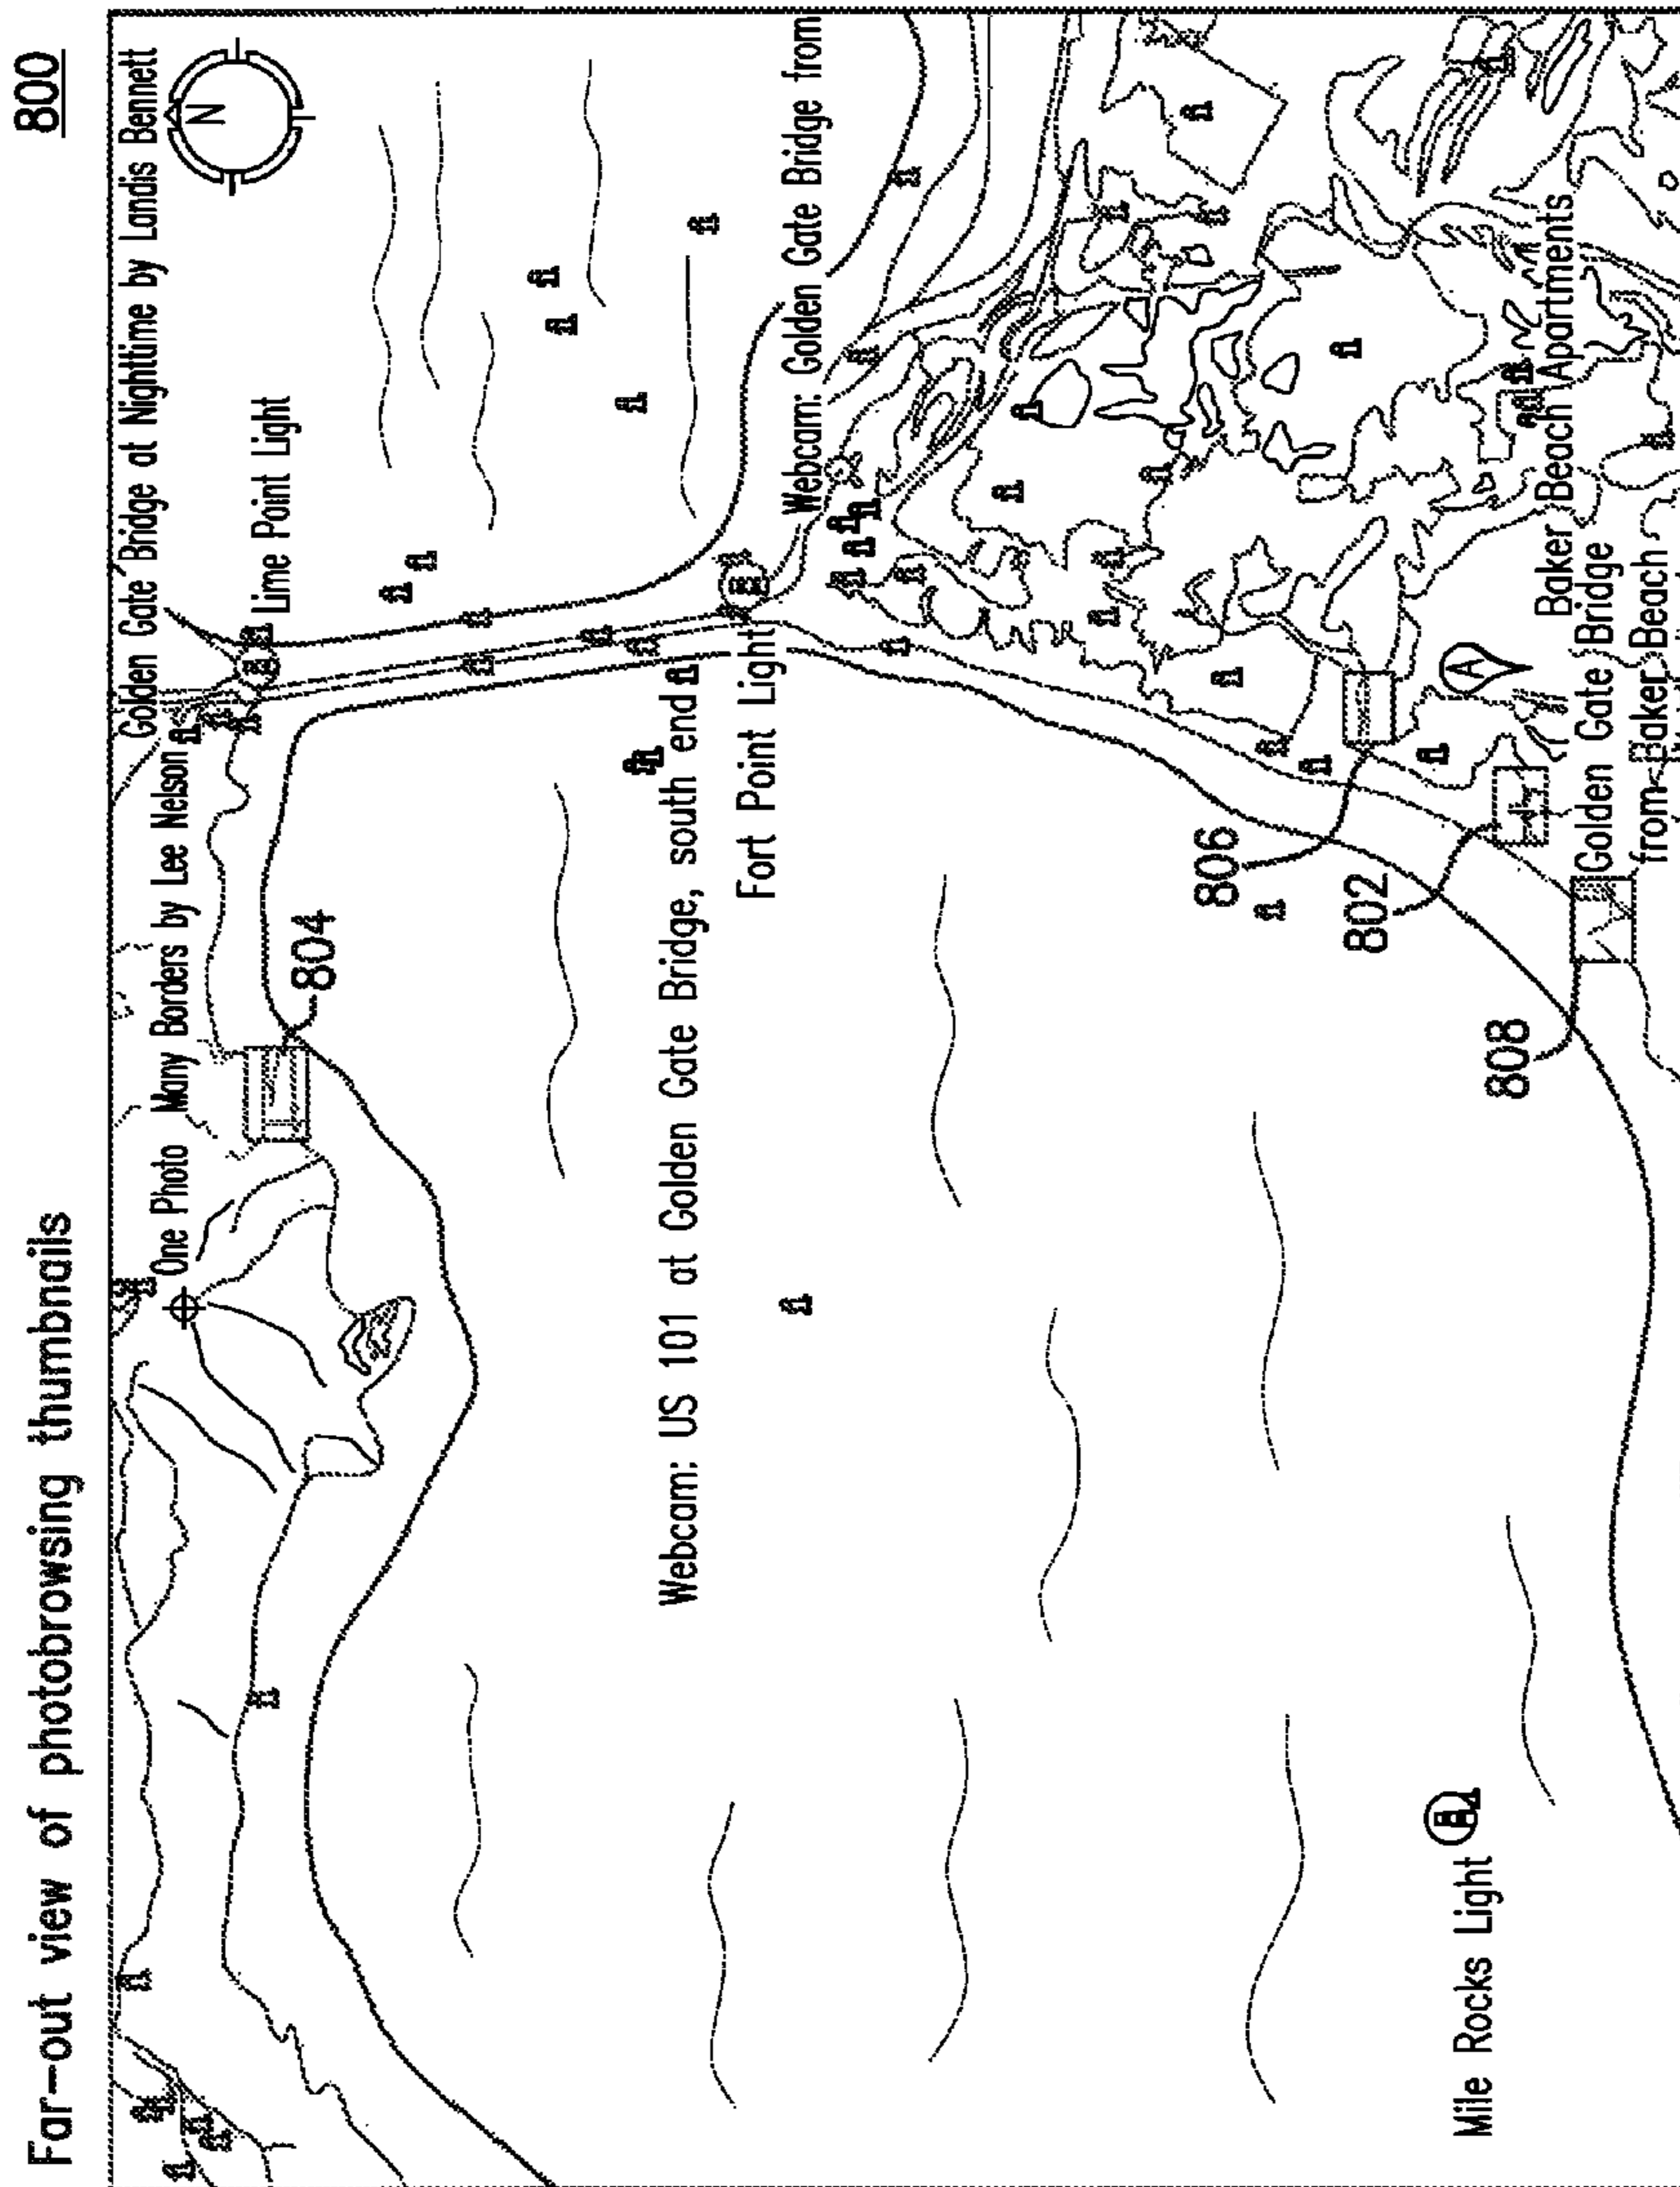 Far-out view of photobrowsing thumbnails
800
Golden Gate Bridge at Nighttime by Landis Bennett
N
One Photo Many Borders by Lee Nelson
Lime Point Light
804
Webcam: US 101 at Golden Gate Bridge, south end
Fort Point Light
Webcam: Golden Gate Bridge from
806
802
A
808
Mile Rocks Light
Baker Beach Apartments
Golden Gate Bridge
from Baker Beach